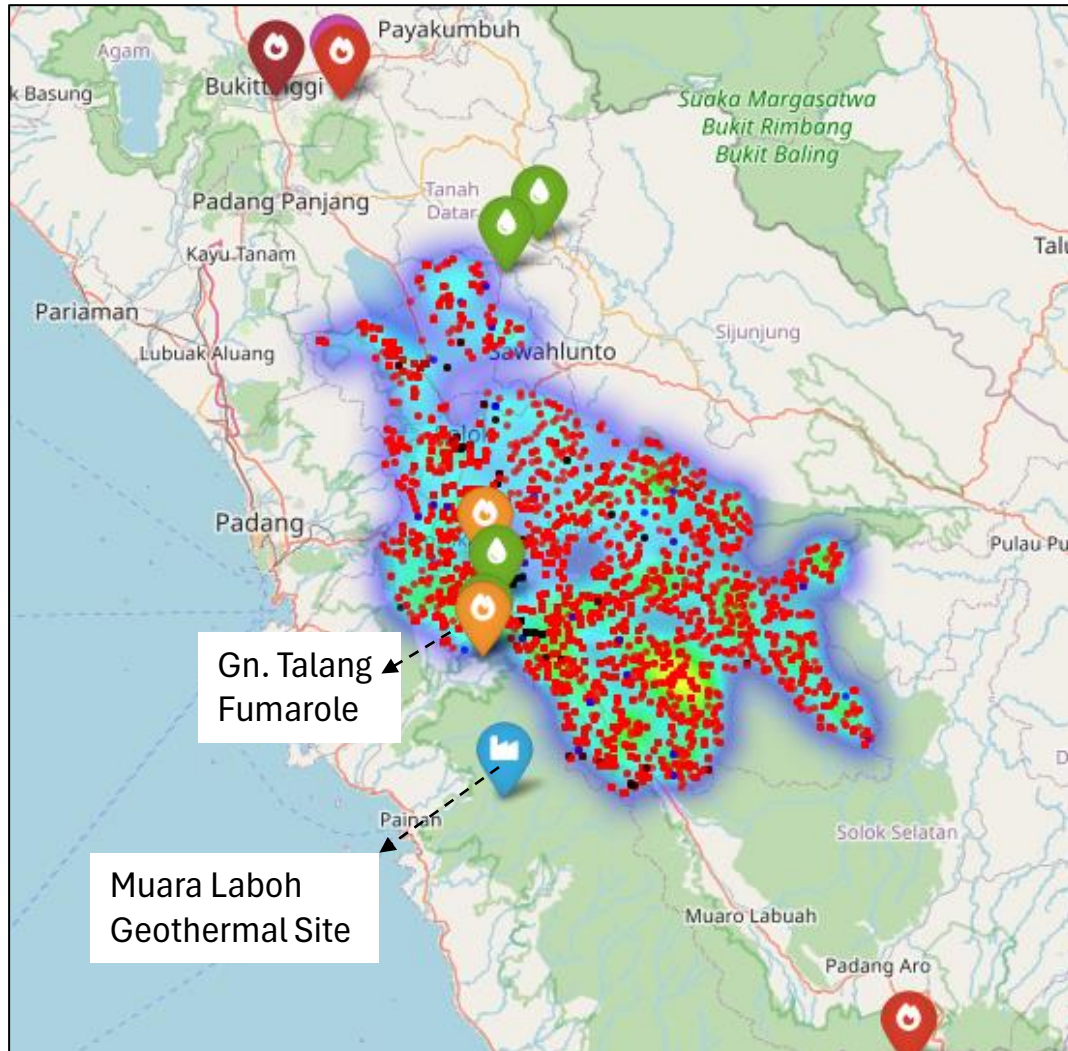 Payakumbuh
Agam
Bukittinggi
k Basung
Suaka Margasatwa
Bukit Rimbang
Bukit Baling
Tanah
Datar
Padang Panjang
Talu
Kayu Tanam
Pariaman
Sijunjung
Lubuak Aluang
Sawahlunto
Padang
Pulau Pu
Gn. Talang
Fumarole
Painan
Solok Selatan
Muara Laboh
Geothermal Site
Muaro Labuah
Padang Aro